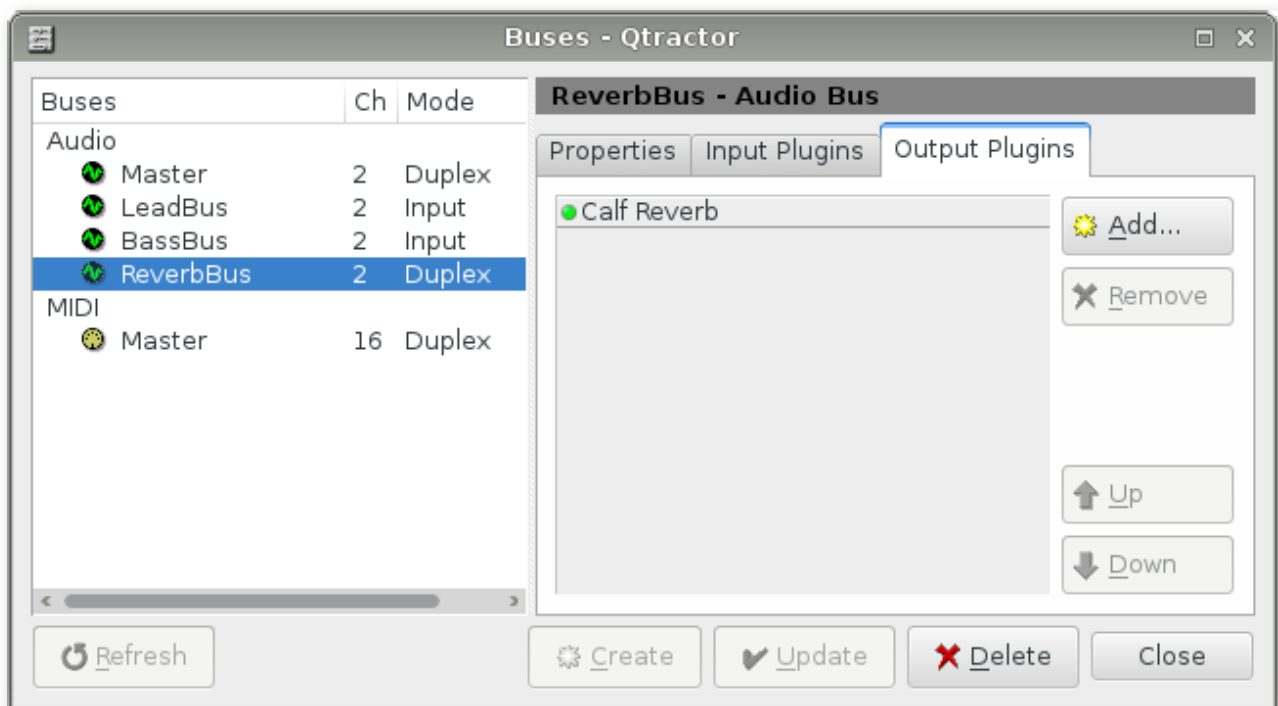 Buses - Qtractor
Buses Ch Mode
Audio
Master 2 Duplex
LeadBus 2 Input
BassBus 2 Input
ReverbBus 2 Duplex
MIDI
Master 16 Duplex
ReverbBus - Audio Bus
Properties Input Plugins Output Plugins
Calf Reverb
Add...
Remove
Up
Down
Refresh Create Update Delete Close